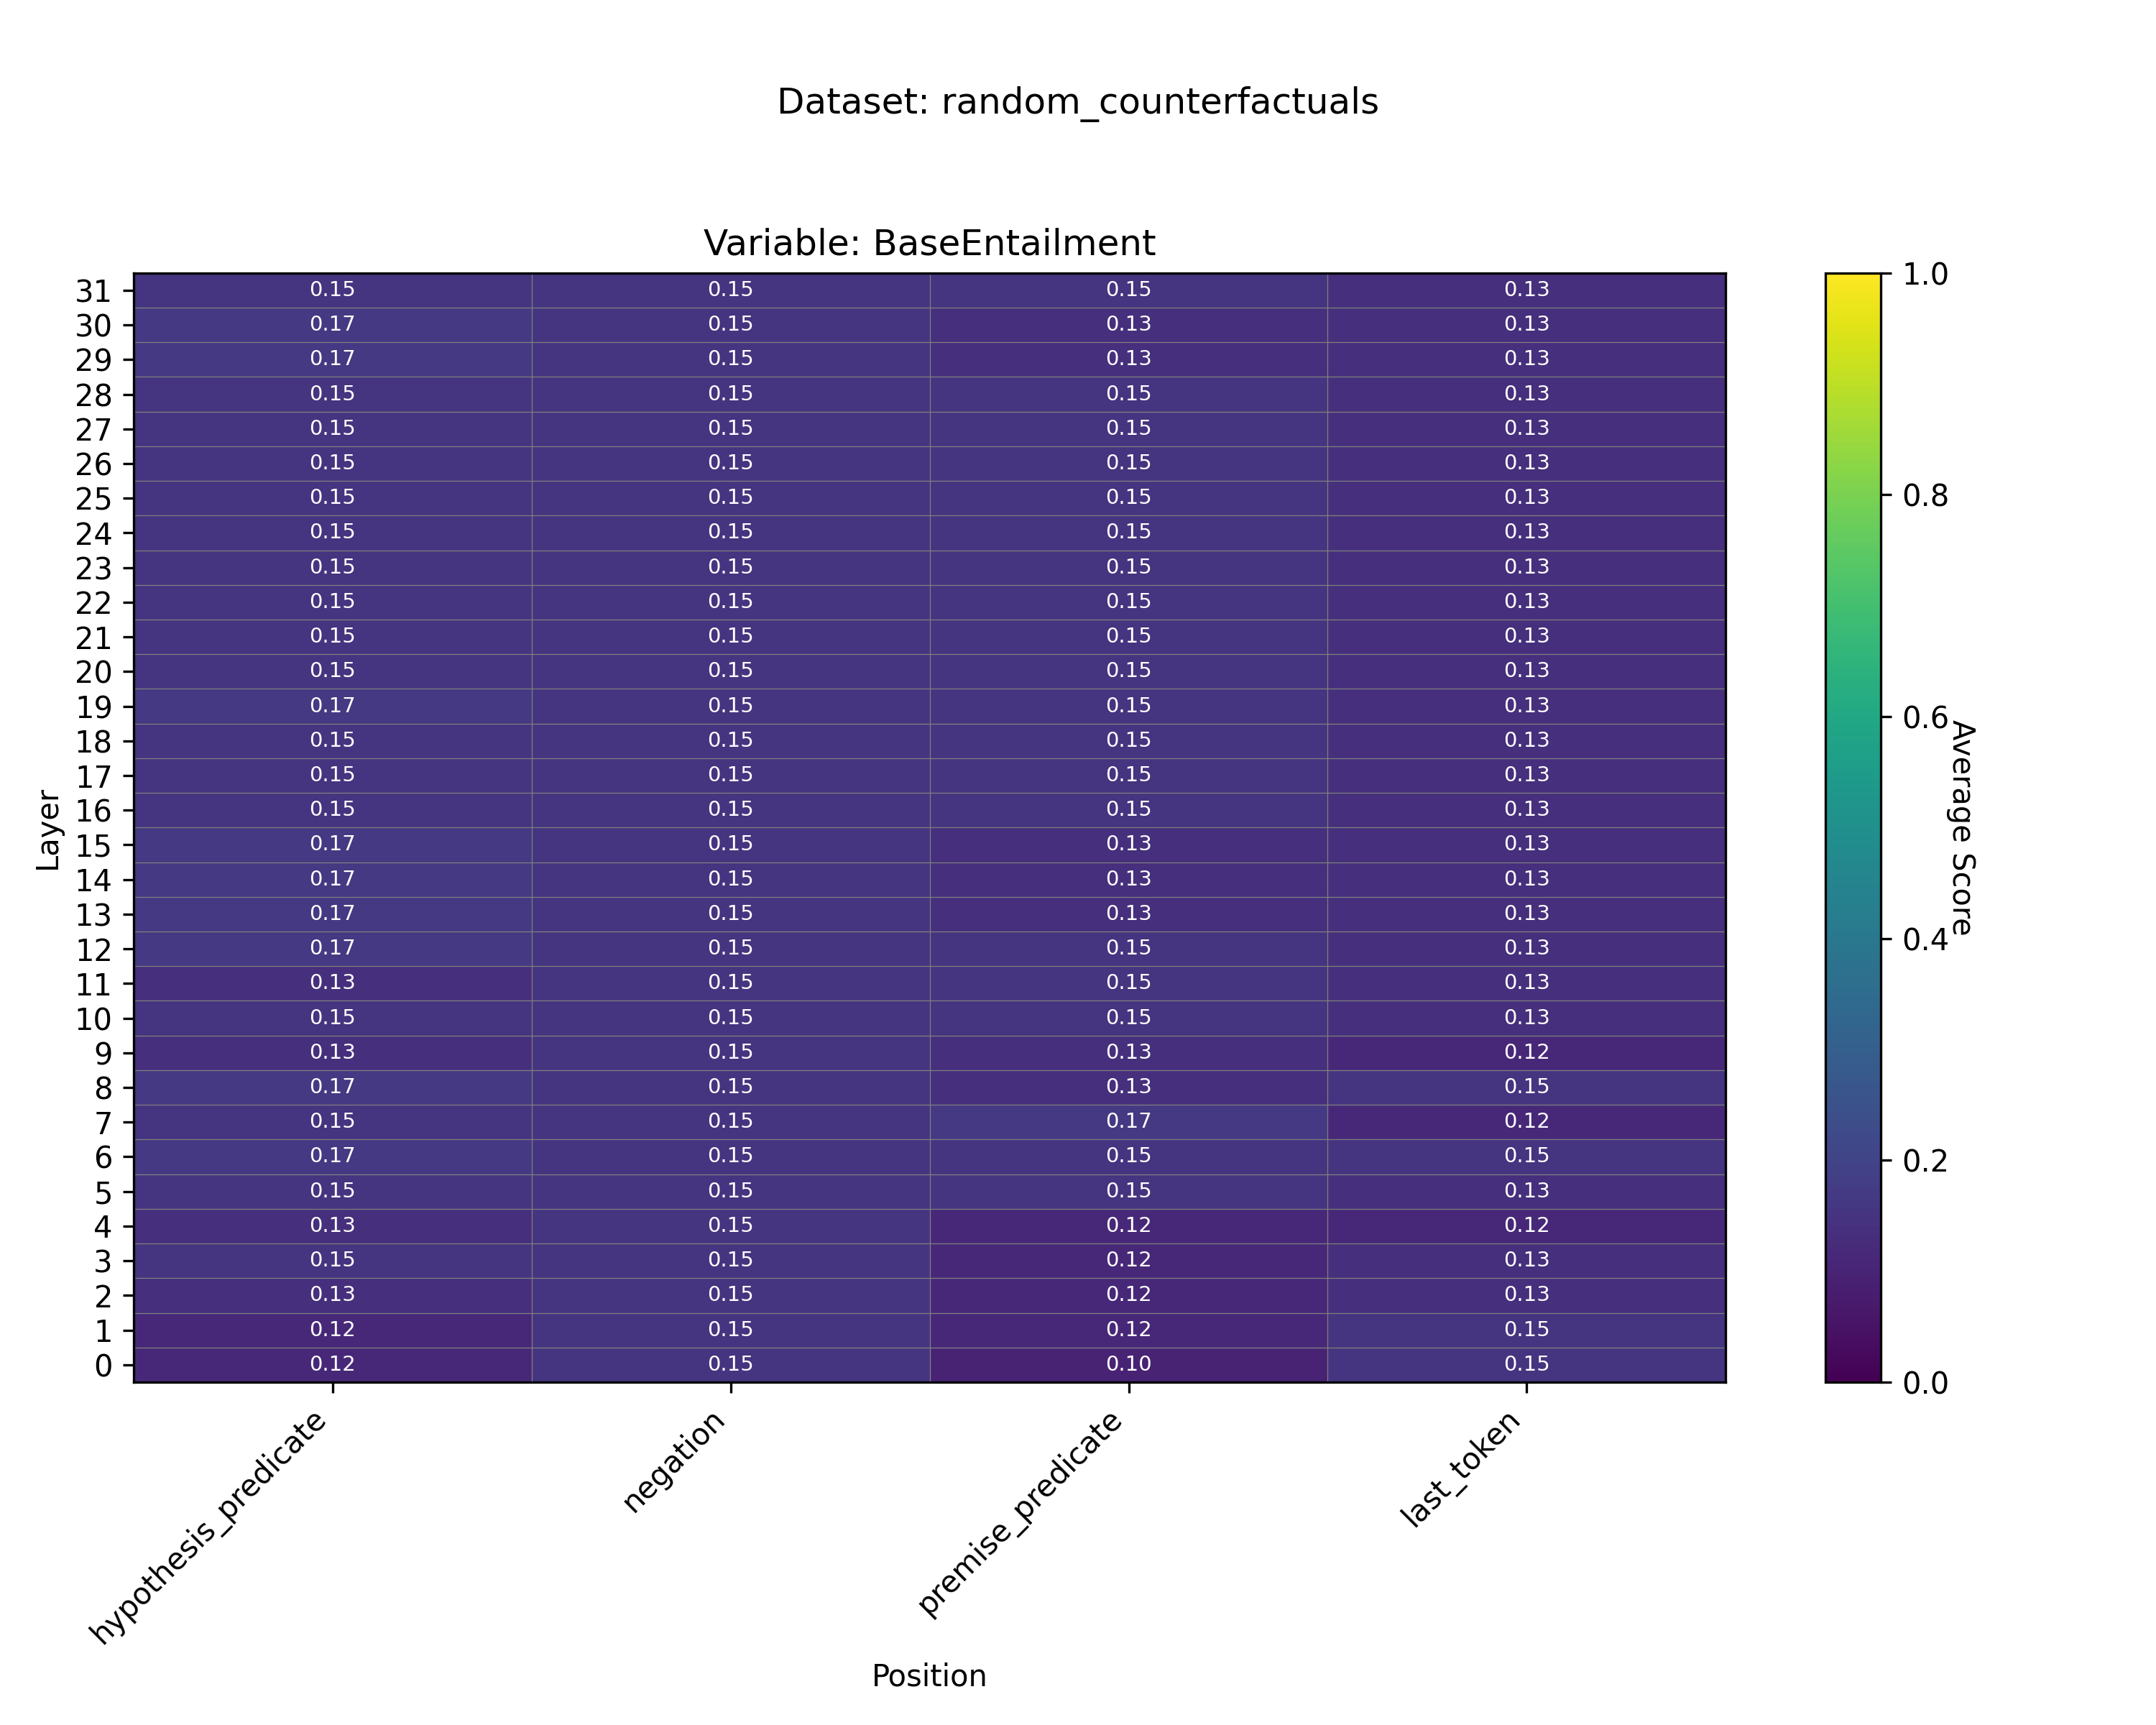 Dataset: random_counterfactuals
Variable: BaseEntailment
31 0.15 0.15 0.15 0.13
30 0.17 0.15 0.13 0.13
29 0.17 0.15 0.13 0.13
28 0.15 0.15 0.15 0.13
27 0.15 0.15 0.15 0.13
26 0.15 0.15 0.15 0.13
25 0.15 0.15 0.15 0.13
24 0.15 0.15 0.15 0.13
23 0.15 0.15 0.15 0.13
22 0.15 0.15 0.15 0.13
21 0.15 0.15 0.15 0.13
20 0.15 0.15 0.15 0.13
19 0.17 0.15 0.15 0.13
18 0.15 0.15 0.15 0.13
17 0.15 0.15 0.15 0.13
16 0.15 0.15 0.15 0.13
15 0.17 0.15 0.13 0.13
14 0.17 0.15 0.13 0.13
13 0.17 0.15 0.13 0.13
12 0.17 0.15 0.15 0.13
11 0.13 0.15 0.15 0.13
10 0.15 0.15 0.15 0.13
9 0.13 0.15 0.13 0.12
8 0.17 0.15 0.13 0.15
7 0.15 0.15 0.17 0.12
6 0.17 0.15 0.15 0.15
5 0.15 0.15 0.15 0.13
4 0.13 0.15 0.12 0.12
3 0.15 0.15 0.12 0.13
2 0.13 0.15 0.12 0.13
1 0.12 0.15 0.12 0.15
0 0.12 0.15 0.10 0.15
Layer
hypothesis_predicate
negation
premise_predicate
last_token
Position
1.0
0.8
0.6
0.4
0.2
0.0
Average Score